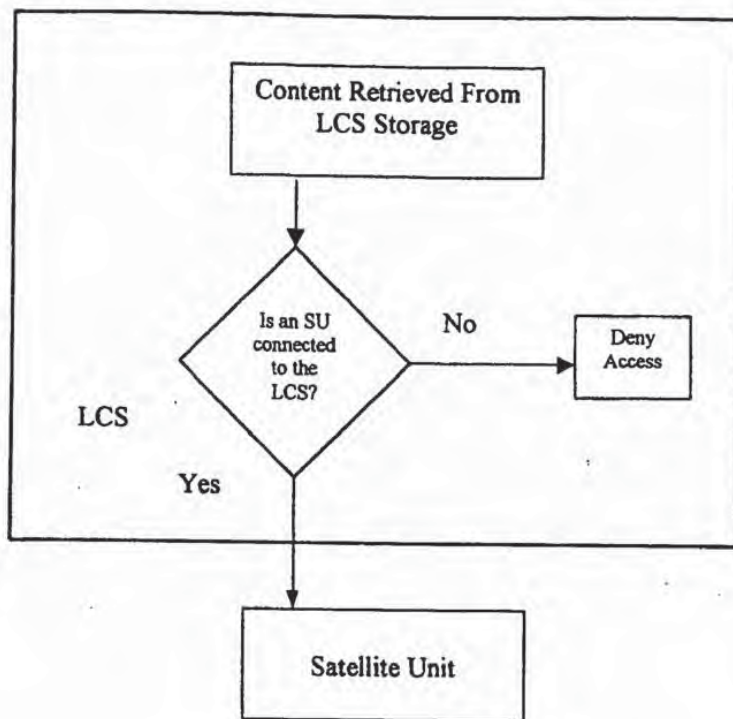 Content Retrieved From
LCS Storage
Is an SU
connected
to the
LCS?
No
Deny
Access
LCS
Yes
Satellite Unit